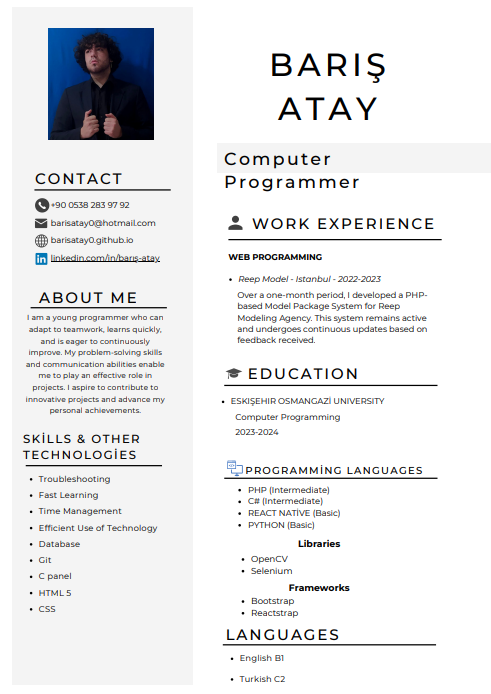 BARIŞ
ATAY
Computer
Programmer
CONTACT
+90 0538 283 97 92
barisatay0@hotmail.com
barisatay0.github.io
linkedin.com/in/barış-atay
ABOUT ME
I am a young programmer who can
adapt to teamwork, learns quickly,
and is eager to continuously
improve. My problem-solving skills
and communication abilities enable
me to play an effective role in
projects. I aspire to contribute to
innovative projects and advance my
personal achievements.
SKİLLS & OTHER
TECHNOLOGİES
• Troubleshooting
• Fast Learning
• Time Management
• Efficient Use of Technology
• Database
• Git
• C panel
• HTML 5
• CSS
WORK EXPERIENCE
WEB PROGRAMMING
• Reep Model - Istanbul - 2022-2023
Over a one-month period, I developed a PHP-
based Model Package System for Reep
Modeling Agency. This system remains active
and undergoes continuous updates based on
feedback received.
EDUCATION
• ESKIŞEHIR OSMANGAZİ UNIVERSITY
Computer Programming
2023-2024
PROGRAMMİNG LANGUAGES
• PHP (Intermediate)
• C# (Intermediate)
• REACT NATİVE (Basic)
• PYTHON (Basic)
Libraries
• OpenCV
• Selenium
Frameworks
• Bootstrap
• Reactstrap
LANGUAGES
• English B1
• Turkish C2